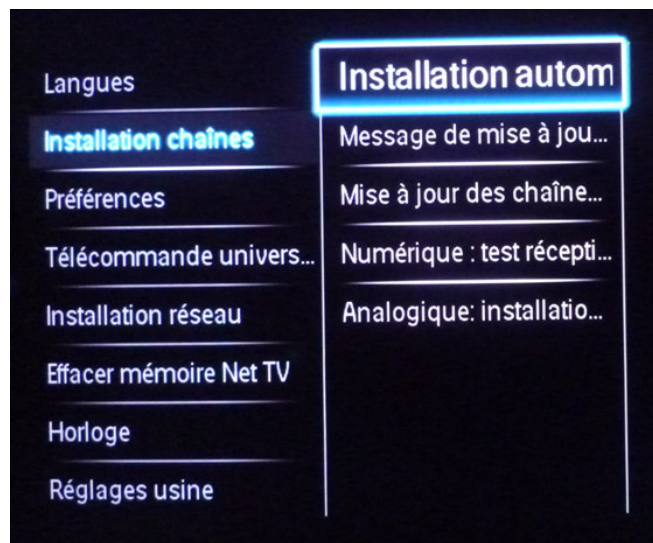 Langues
Installation chaînes
Préférences
Télécommande univers...
Installation réseau
Effacer mémoire Net TV
Horloge
Réglages usine
Installation autom
Message de mise à jou...
Mise à jour des chaîne...
Numérique : test récepti...
Analogique: installatio...